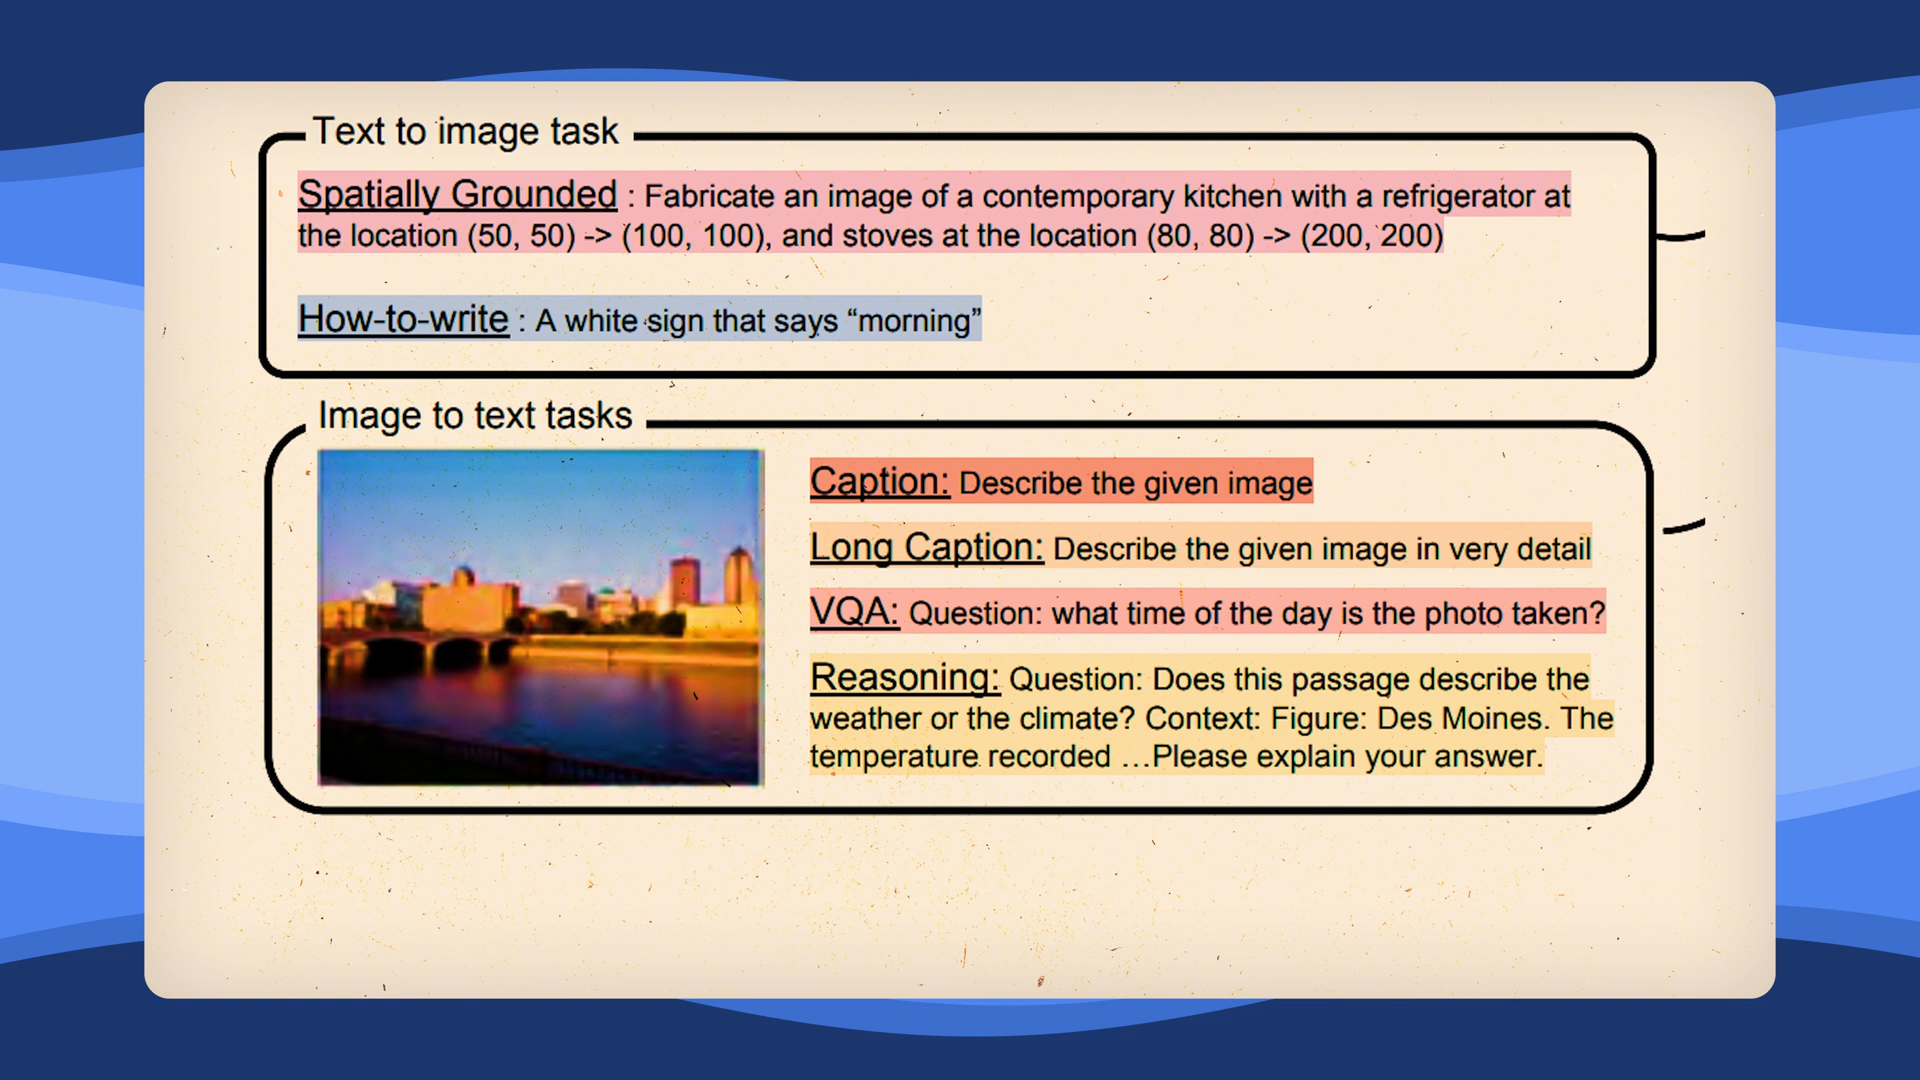 Text to image task
Spatially Grounded : Fabricate an image of a contemporary kitchen with a refrigerator at
the location (50, 50) -> (100, 100), and stoves at the location (80, 80) -> (200, 200)
How-to-write : A white sign that says “morning”
Image to text tasks
Caption: Describe the given image
Long Caption: Describe the given image in very detail
VQA: Question: what time of the day is the photo taken?
Reasoning: Question: Does this passage describe the
weather or the climate? Context: Figure: Des Moines. The
temperature recorded …Please explain your answer.